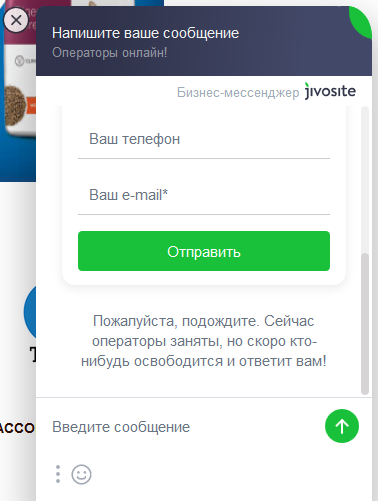 Напишите ваше сообщение
Операторы онлайн!
Бизнес-мессенджер jivosite
Ваш телефон
Ваш e-mail*
Отправить
Пожалуйста, подождите. Сейчас
операторы заняты, но скоро кто-
нибудь освободится и ответит вам!
Введите сообщение